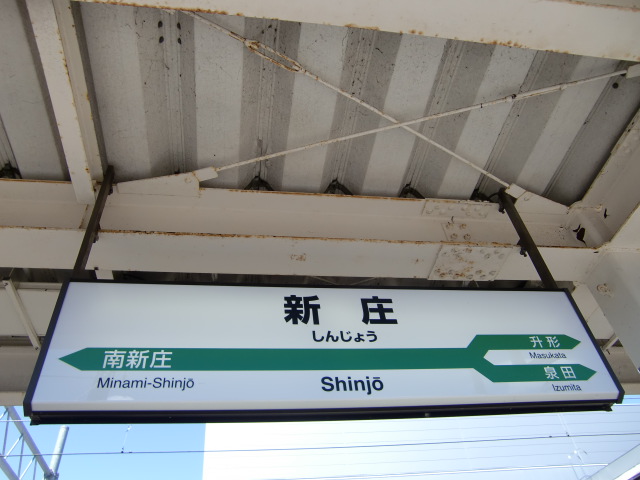 新庄
しんじょう
Shinjō
南新庄
Minami-Shinjō
升形
Masukata
泉田
Izumita